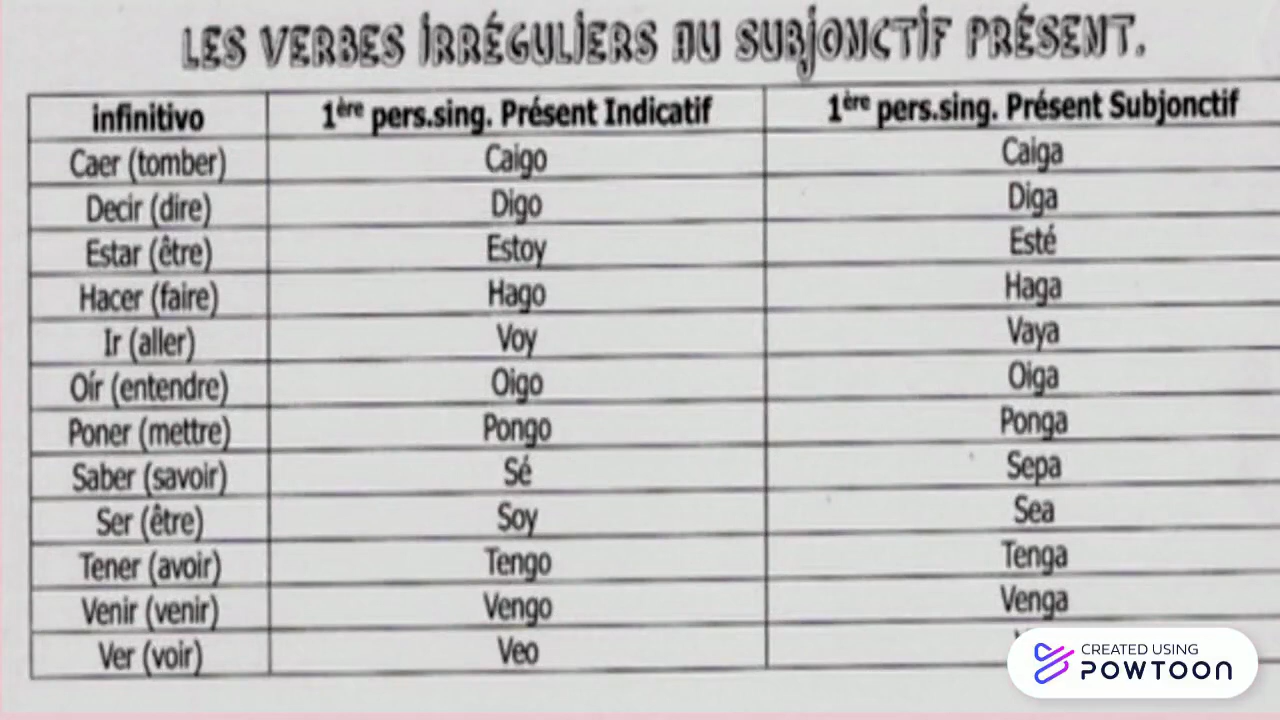 LES VERBES IRRÉGULIERS AU SUBJONCTIF PRÉSENT.
infinitivo 1ère pers.sing. Présent Indicatif 1ère pers.sing. Présent Subjonctif
Caer (tomber) Caigo Caiga
Decir (dire) Digo Diga
Estar (être) Estoy Esté
Hacer (faire) Hago Haga
Ir (aller) Voy Vaya
Oír (entendre) Oigo Oiga
Poner (mettre) Pongo Ponga
Saber (savoir) Sé Sepa
Ser (être) Soy Sea
Tener (avoir) Tengo Tenga
Venir (venir) Vengo Venga
Ver (voir) Veo
CREATED USING
POWTOON